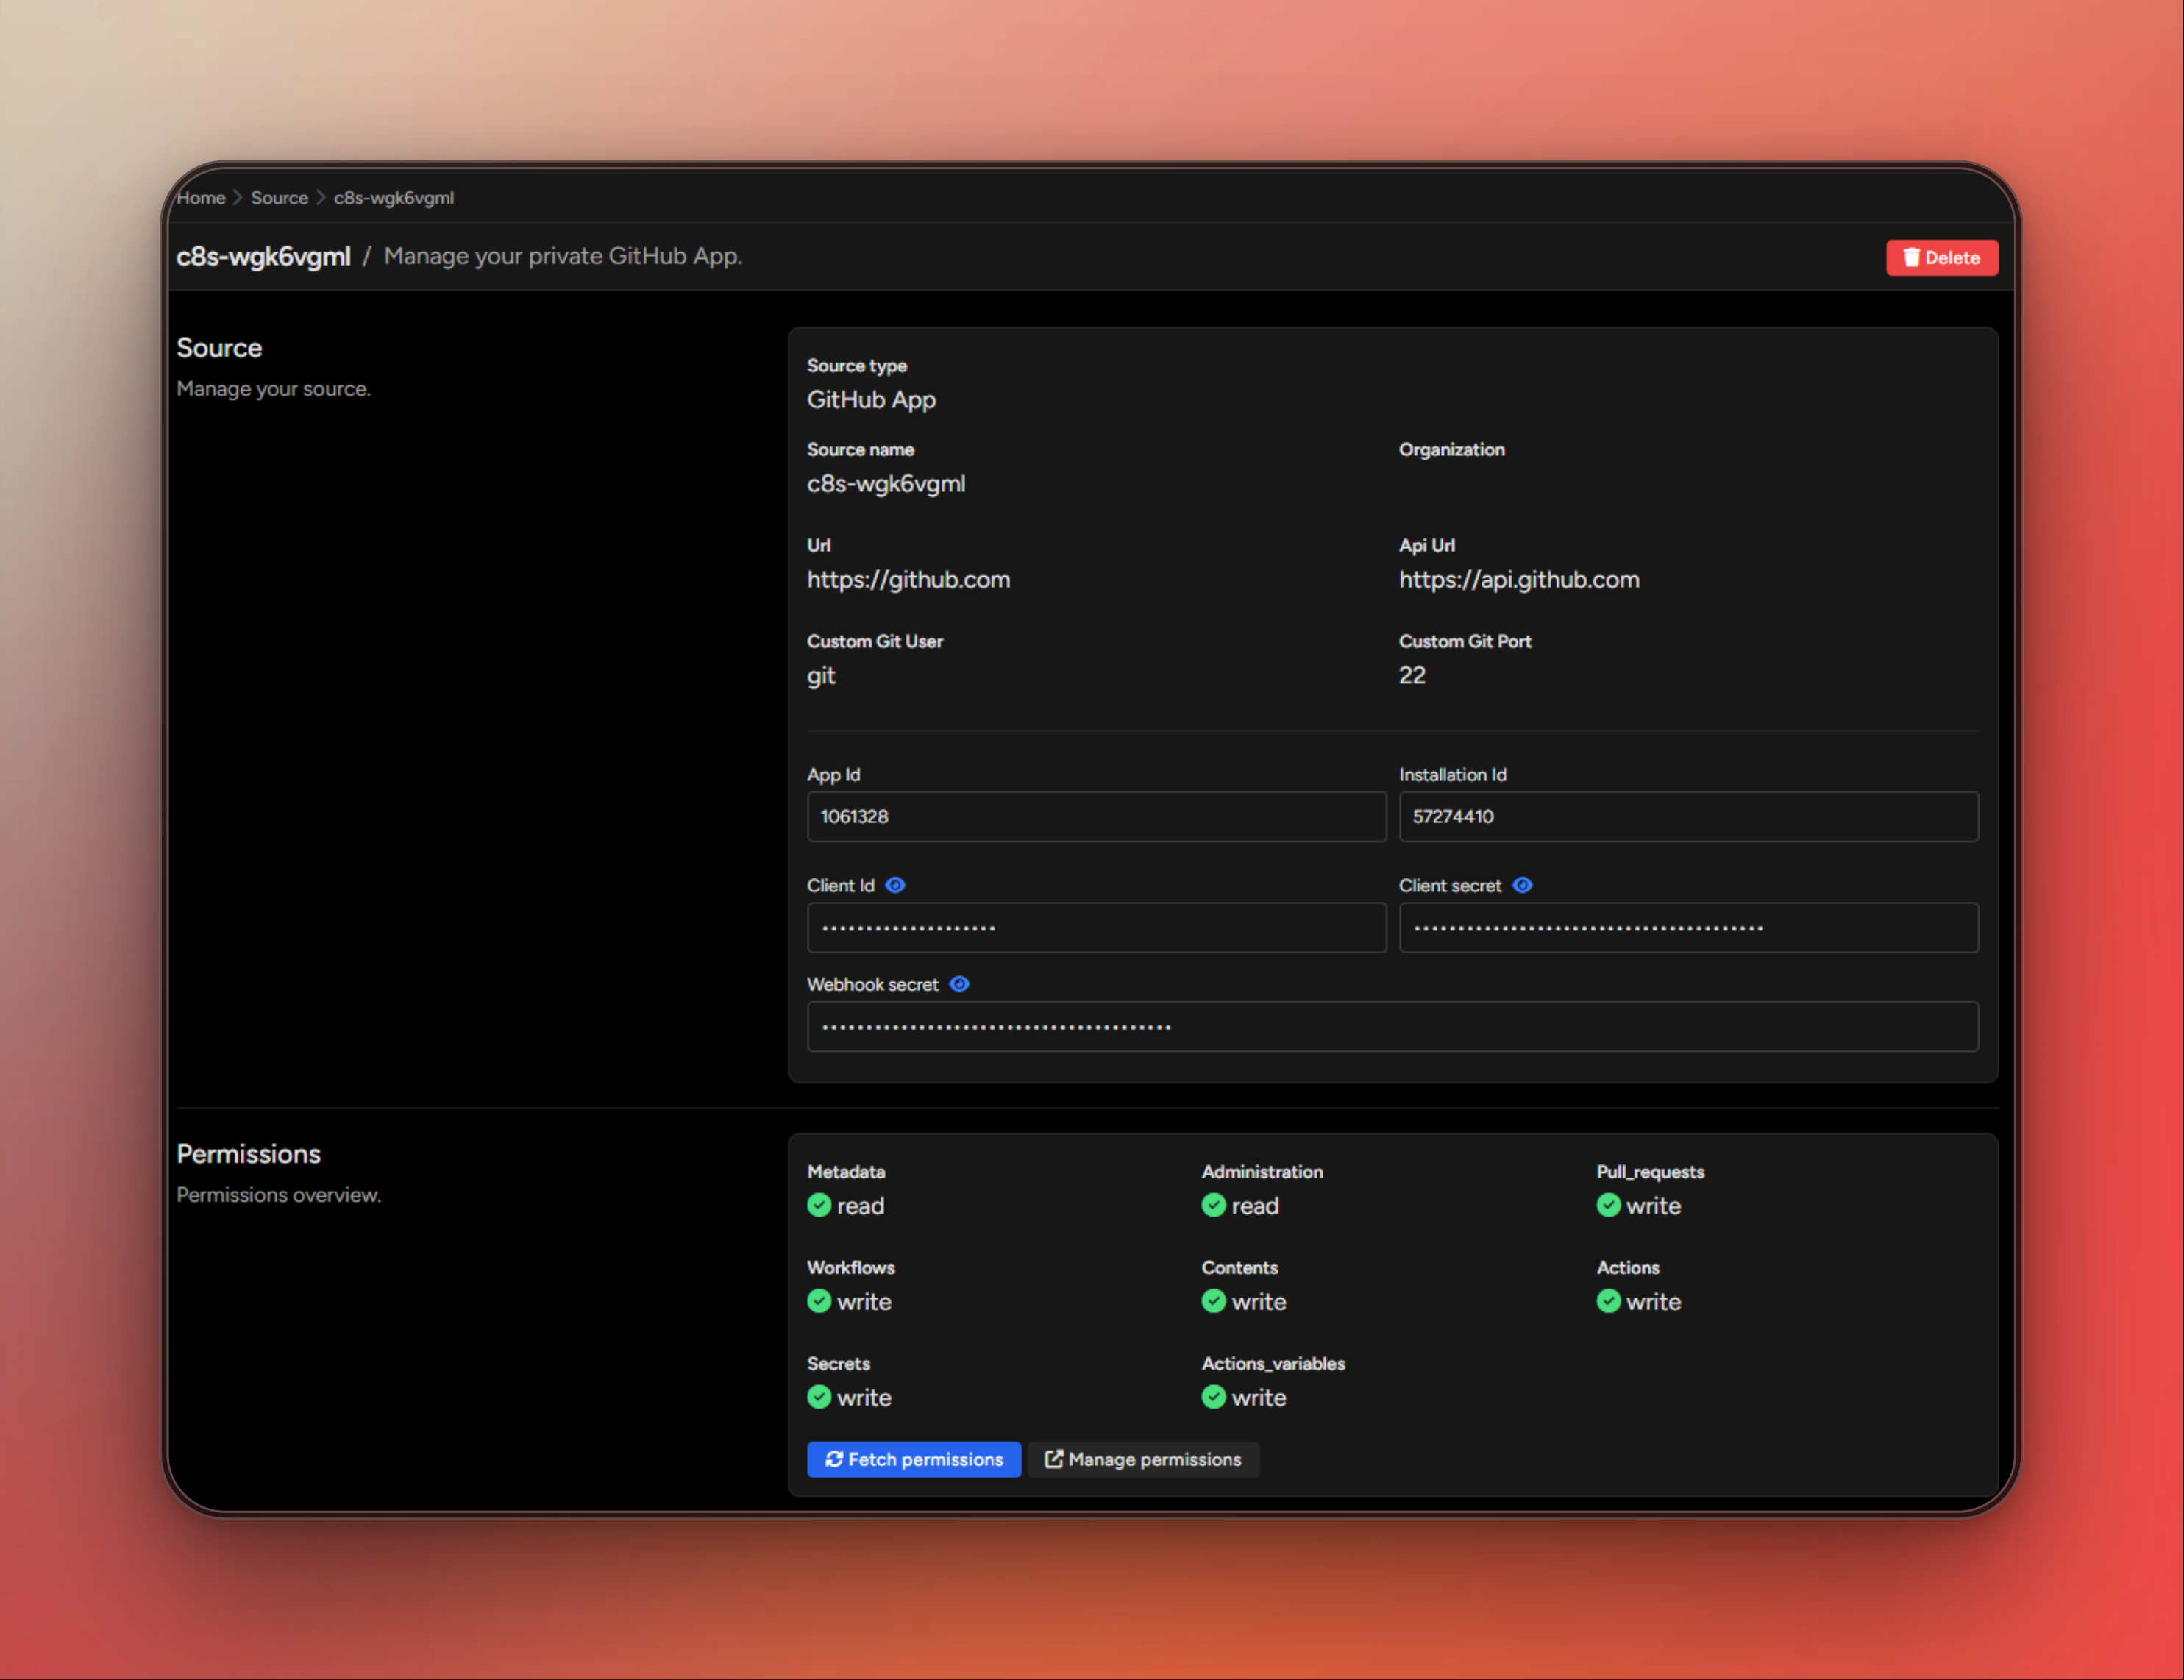 Home > Source > c8s-wgk6vgml
c8s-wgk6vgml / Manage your private GitHub App.
Delete
Source
Manage your source.
Source type
GitHub App
Source name
c8s-wgk6vgml
Organization
Url
https://github.com
Api Url
https://api.github.com
Custom Git User
git
Custom Git Port
22
App Id
1061328
Installation Id
57274410
Client Id
••••••••••••••••••••
Client secret
••••••••••••••••••••••••••••••••••••••••
Webhook secret
••••••••••••••••••••••••••••••••••••••••
Permissions
Permissions overview.
Metadata
read
Administration
read
Pull_requests
write
Workflows
write
Contents
write
Actions
write
Secrets
write
Actions_variables
write
Fetch permissions
Manage permissions